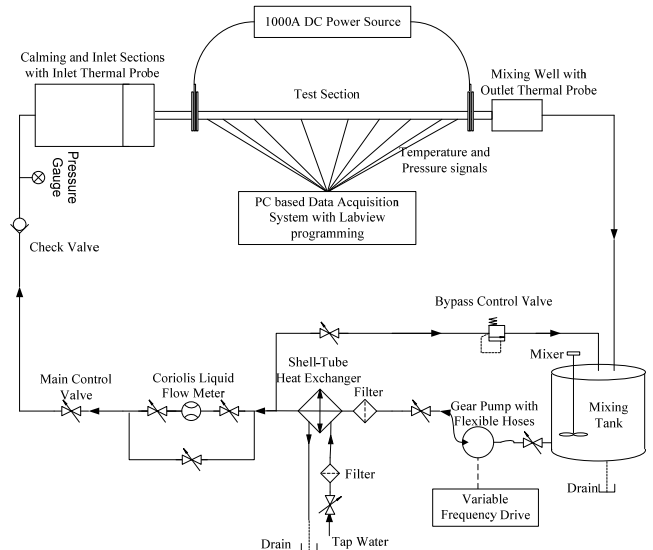 1000A DC Power Source
Calming and Inlet Sections
with Inlet Thermal Probe
Test Section
Mixing Well with
Outlet Thermal Probe
Temperature and
Pressure signals
Pressure
Gauge
PC based Data Acquisition
System with Labview
programming
Check Valve
Bypass Control Valve
Mixer
Shell-Tube
Heat Exchanger
Main Control
Valve
Coriolis Liquid
Flow Meter
Filter
Gear Pump with
Flexible Hoses
Mixing
Tank
Filter
Variable
Frequency Drive
Drain
Drain
Tap Water